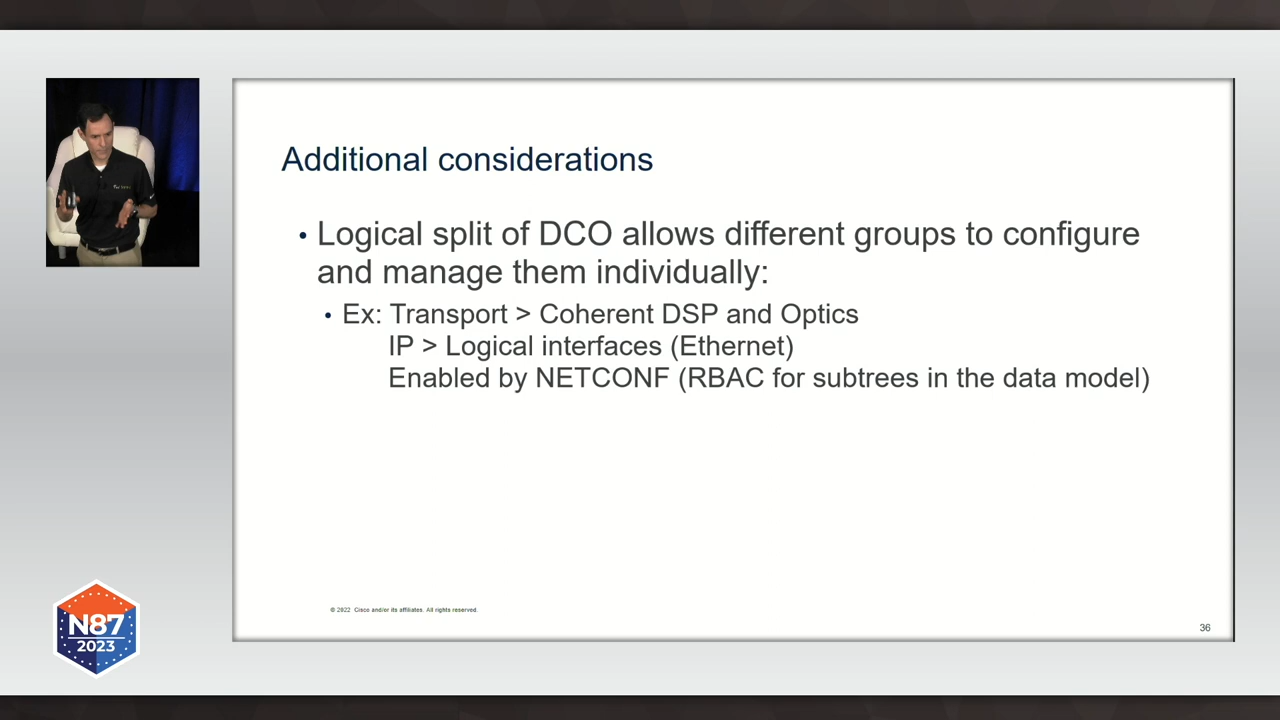 Additional considerations
• Logical split of DCO allows different groups to configure
and manage them individually:
• Ex: Transport > Coherent DSP and Optics
IP > Logical interfaces (Ethernet)
Enabled by NETCONF (RBAC for subtrees in the data model)
© 2022 Cisco and/or its affiliates. All rights reserved.
36
N87
2023